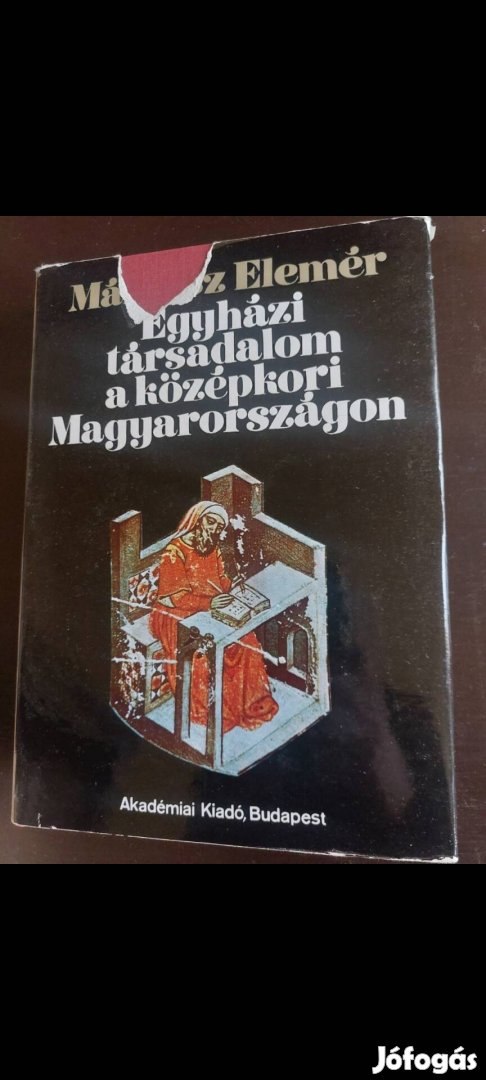 Elemér
Egyházi
társadalom
a középkori
Magyarországon
Akadémiai Kiadó, Budapest
Jófogás